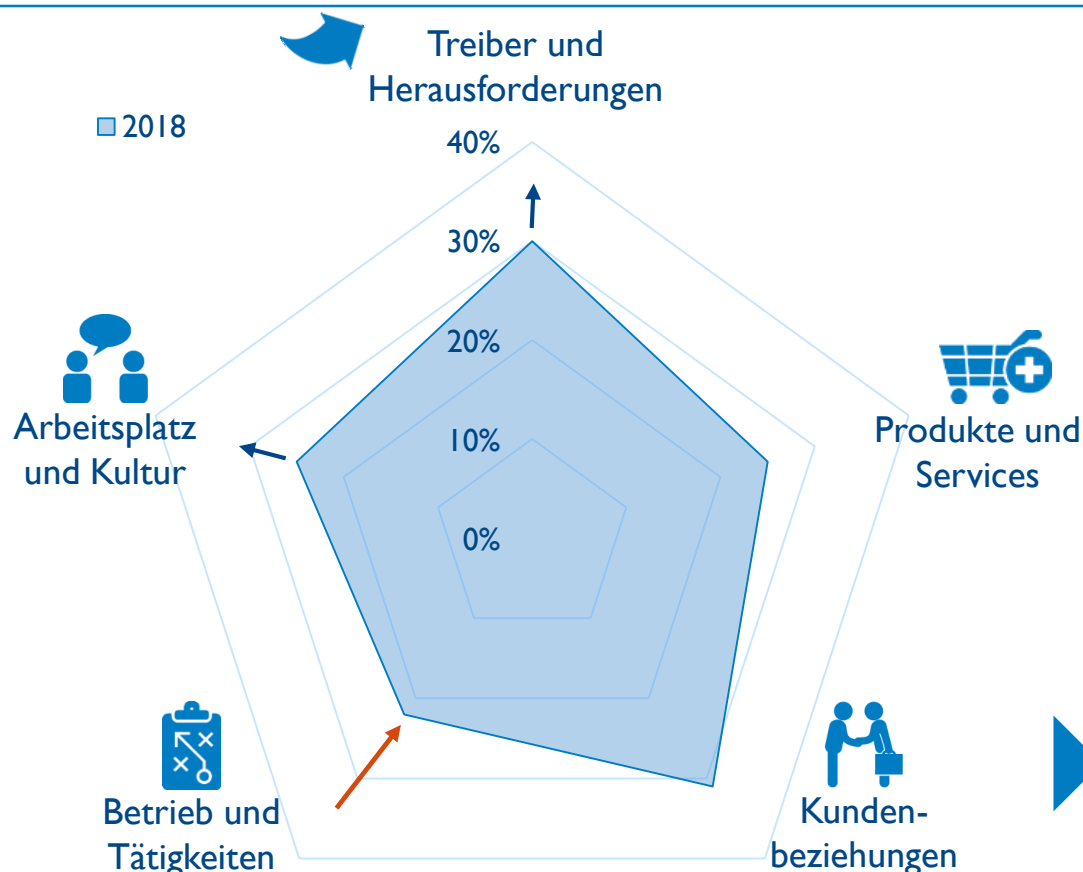 Treiber und
Herausforderungen
2018
40%
30%
20%
10%
0%
Arbeitsplatz
und Kultur
Produkte und
Services
Betrieb und
Tätigkeiten
Kunden-
beziehungen